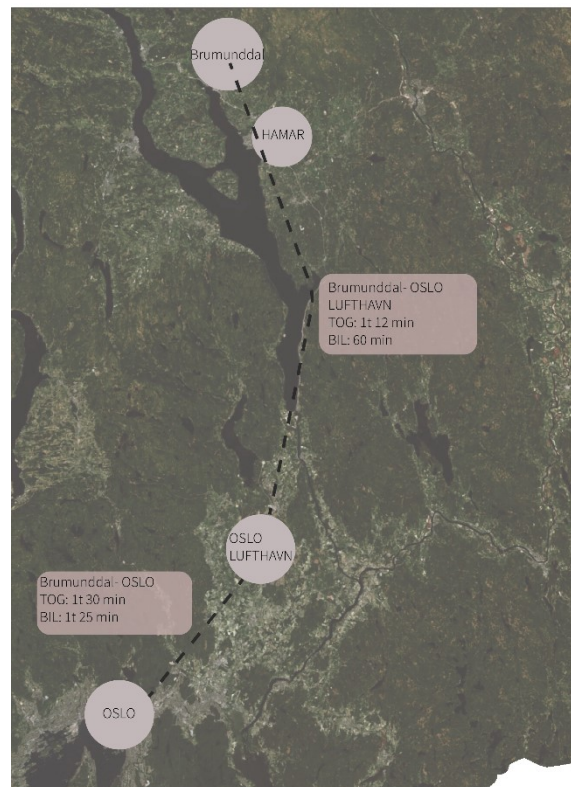 Brumunddal
HAMAR
Brumunddal- OSLO
LUFTHAVN
TOG: 1t 12 min
BIL: 60 min
OSLO
LUFTHAVN
Brumunddal- OSLO
TOG: 1t 30 min
BIL: 1t 25 min
OSLO